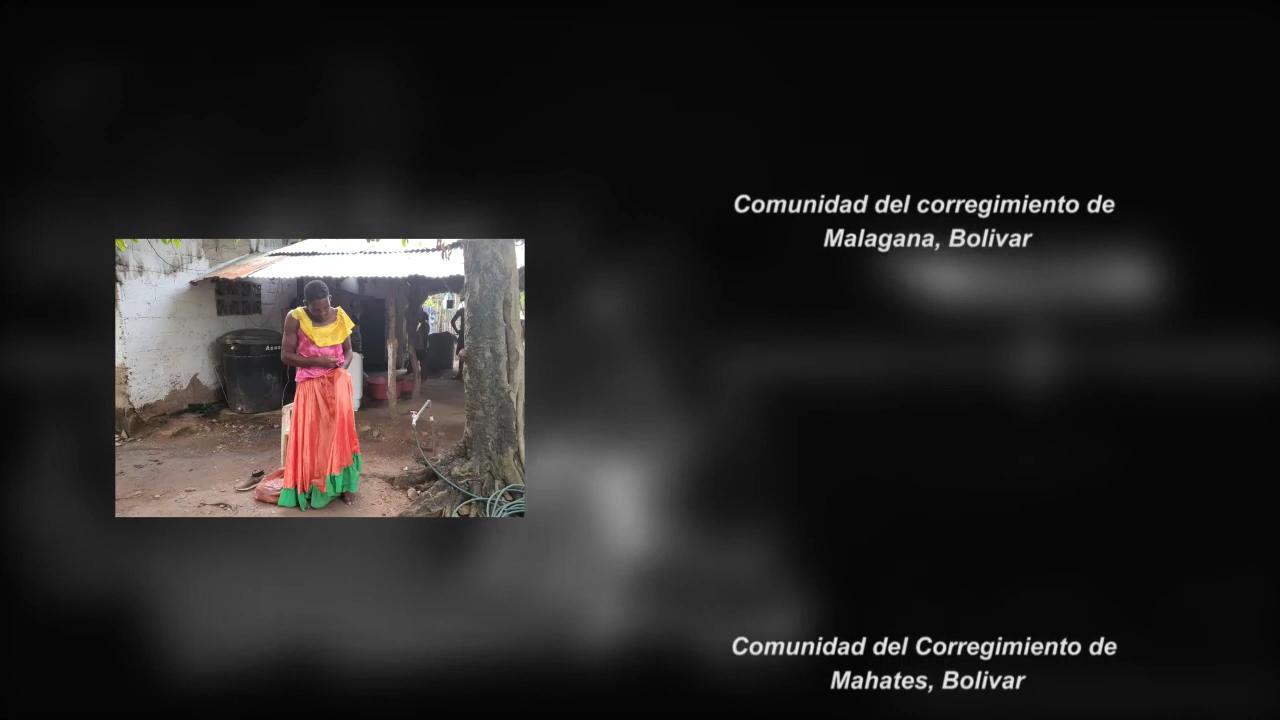 Comunidad del corregimiento de
Malagana, Bolivar
Comunidad del Corregimiento de
Mahates, Bolivar